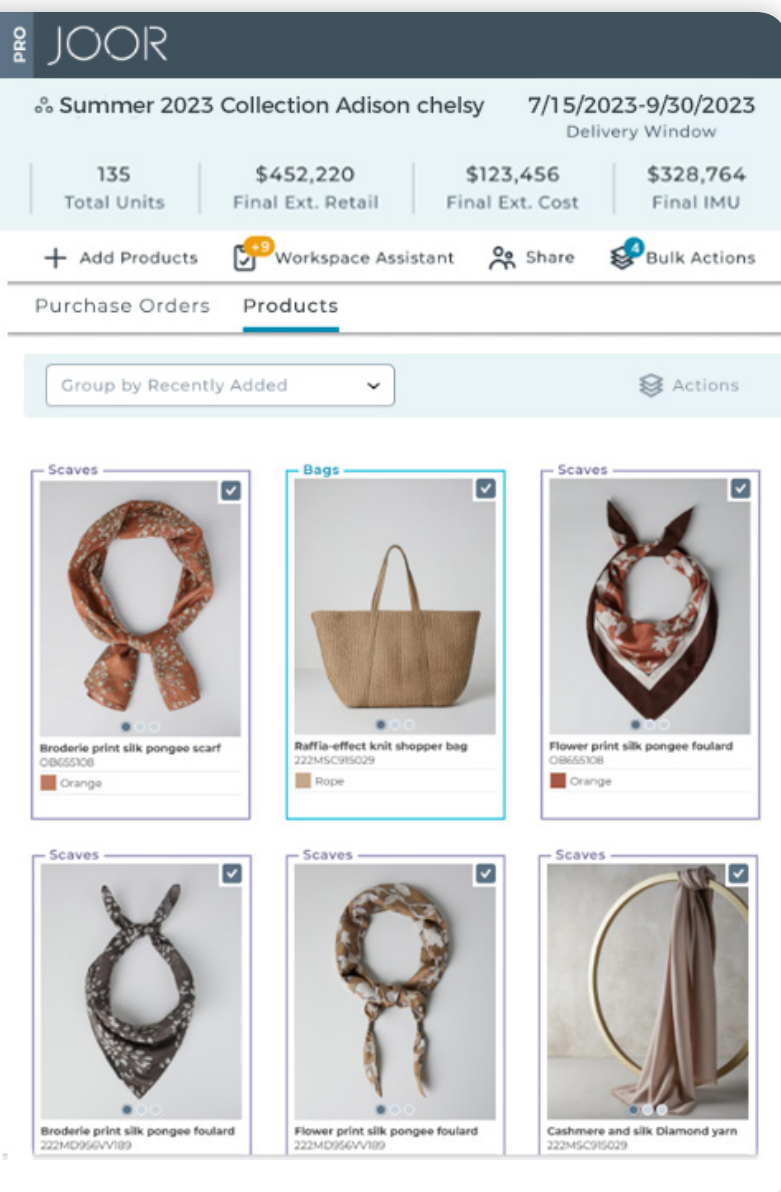 PRO
JOOR
Summer 2023 Collection Adison chelsy
7/15/2023-9/30/2023
Delivery Window
135
Total Units
$452,220
Final Ext. Retail
$123,456
Final Ext. Cost
$328,764
Final IMU
Add Products
+9
Workspace Assistant
Share
4
Bulk Actions
Purchase Orders
Products
Group by Recently Added
Actions
Scaves
Broderie print silk pongee scarf
OB655108
Orange
Bags
Raffia-effect knit shopper bag
222MSC915029
Rope
Scaves
Flower print silk pongee foulard
OB655108
Orange
Scaves
Broderie print silk pongee foulard
222MD956VV189
Scaves
Flower print silk pongee foulard
222MD956VV189
Scaves
Cashmere and silk Diamond yarn
222MSC915029